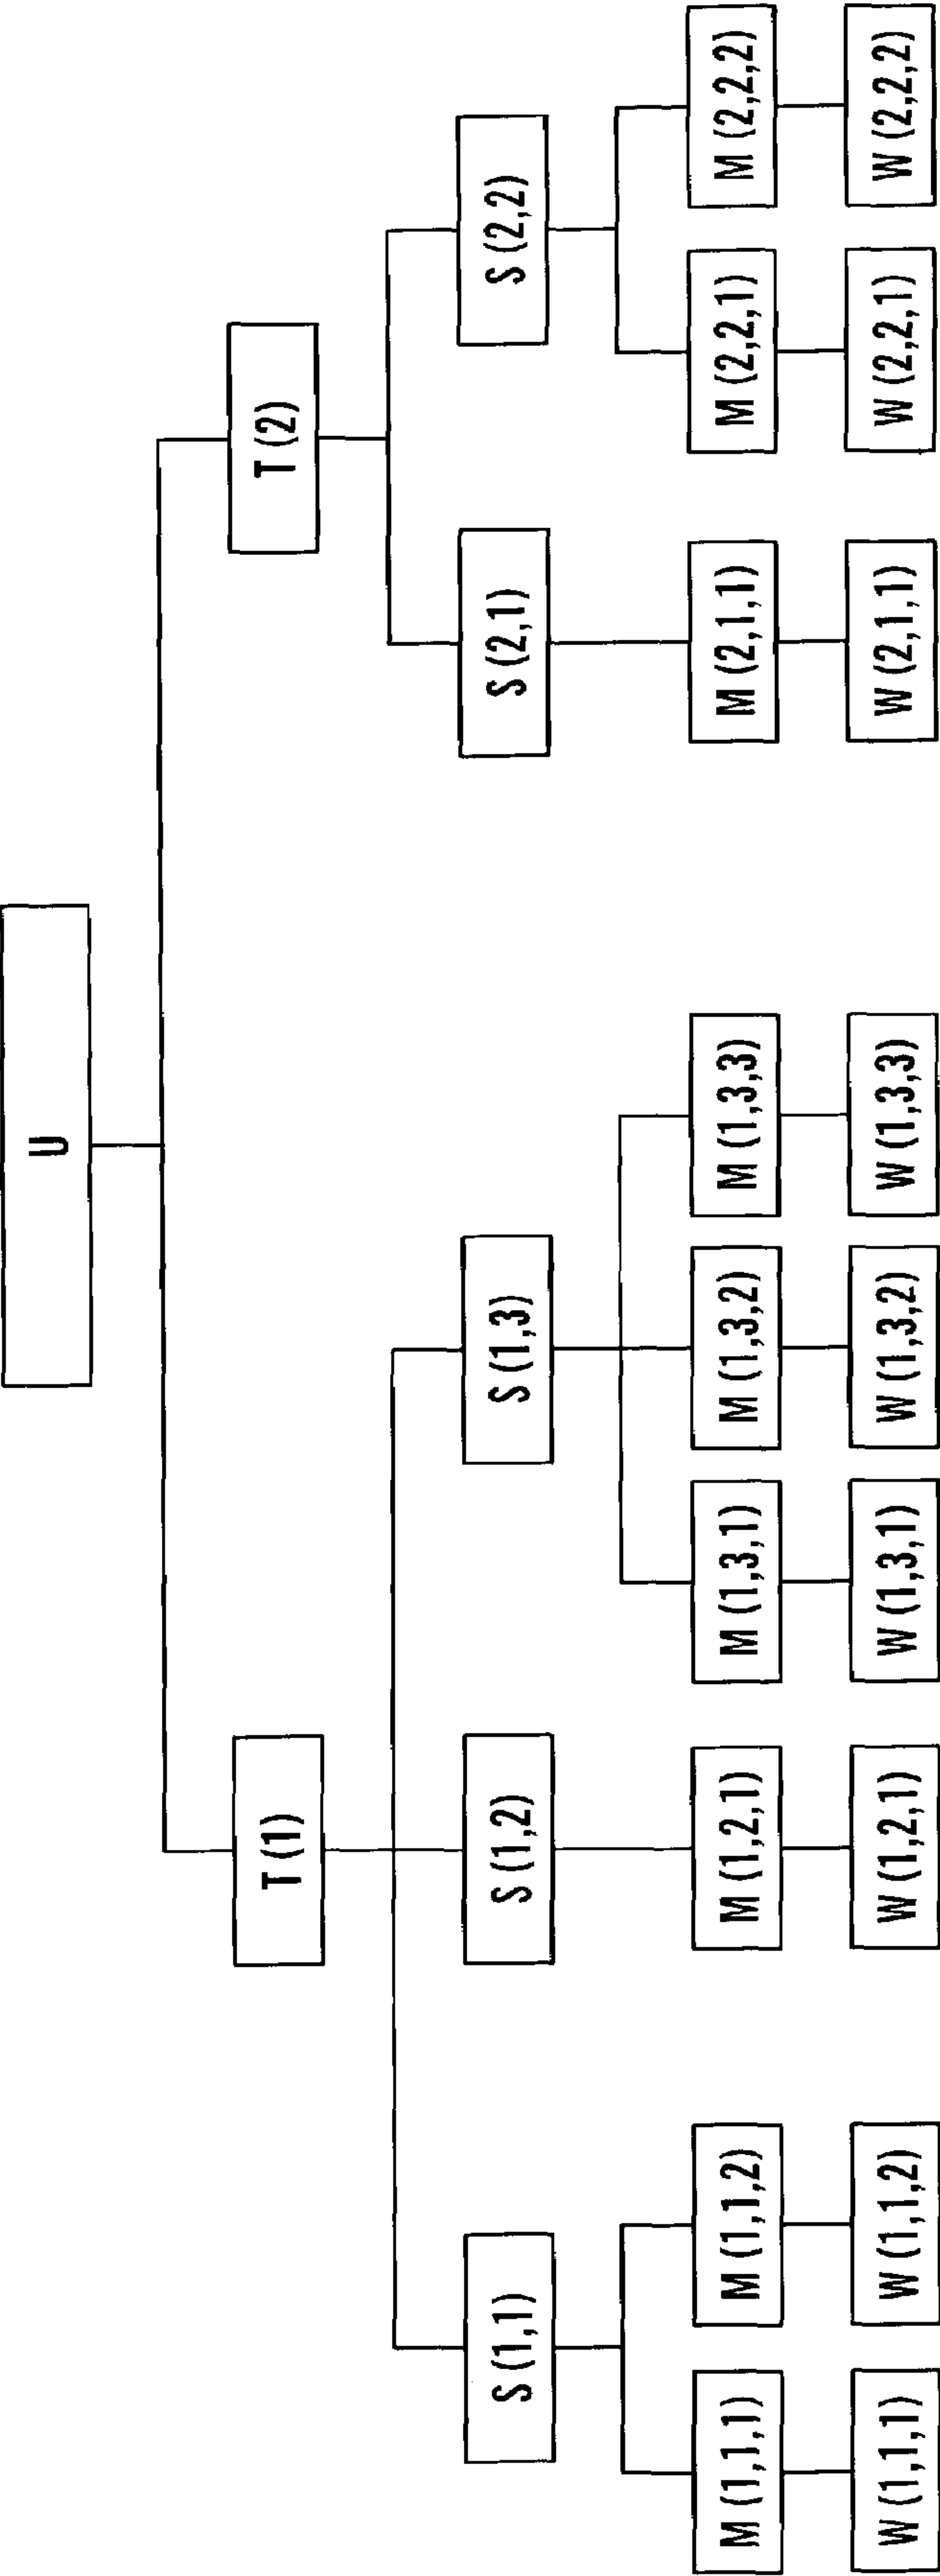 U
T (1)
T (2)
S (1,1)
S (1,2)
S (1,3)
S (2,1)
S (2,2)
M (1,1,1)
M (1,1,2)
M (1,2,1)
M (1,3,1)
M (1,3,2)
M (1,3,3)
M (2,1,1)
M (2,2,1)
M (2,2,2)
W (1,1,1)
W (1,1,2)
W (1,2,1)
W (1,3,1)
W (1,3,2)
W (1,3,3)
W (2,1,1)
W (2,2,1)
W (2,2,2)